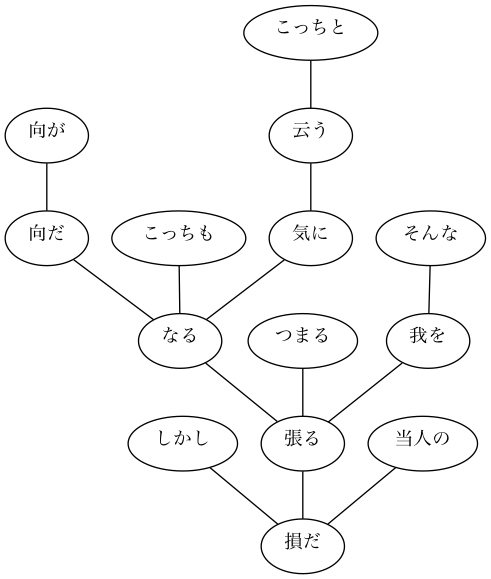 こっちと
向が
云う
向だ
こっちも
気に
そんな
なる
つまる
我を
しかし
張る
当人の
損だ